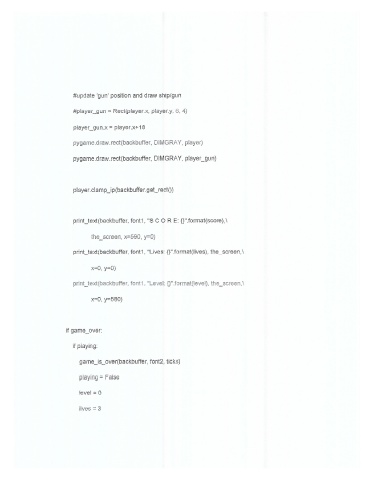 #update 'gun' position and draw ship/gun
#player_gun = Rect(player.x, player.y, 0, 4)
player_gun.x = player.x+18
pygame.draw.rect(backbuffer, DIMGRAY, player)
pygame.draw.rect(backbuffer, DIMGRAY, player_gun)
player.clamp_ip(backbuffer.get_rect())
print_text(backbuffer, font1, "S C O R E: {}".format(score),\
the_screen, x=560, y=0)
print_text(backbuffer, font1, "Lives: {}".format(lives), the_screen,\
x=0, y=0)
print_text(backbuffer, font1, "Level: {}".format(level), the_screen,\
x=0, y=580)
if game_over:
if playing:
game_is_over(backbuffer, font2, ticks)
playing = False
level = 0
lives = 3